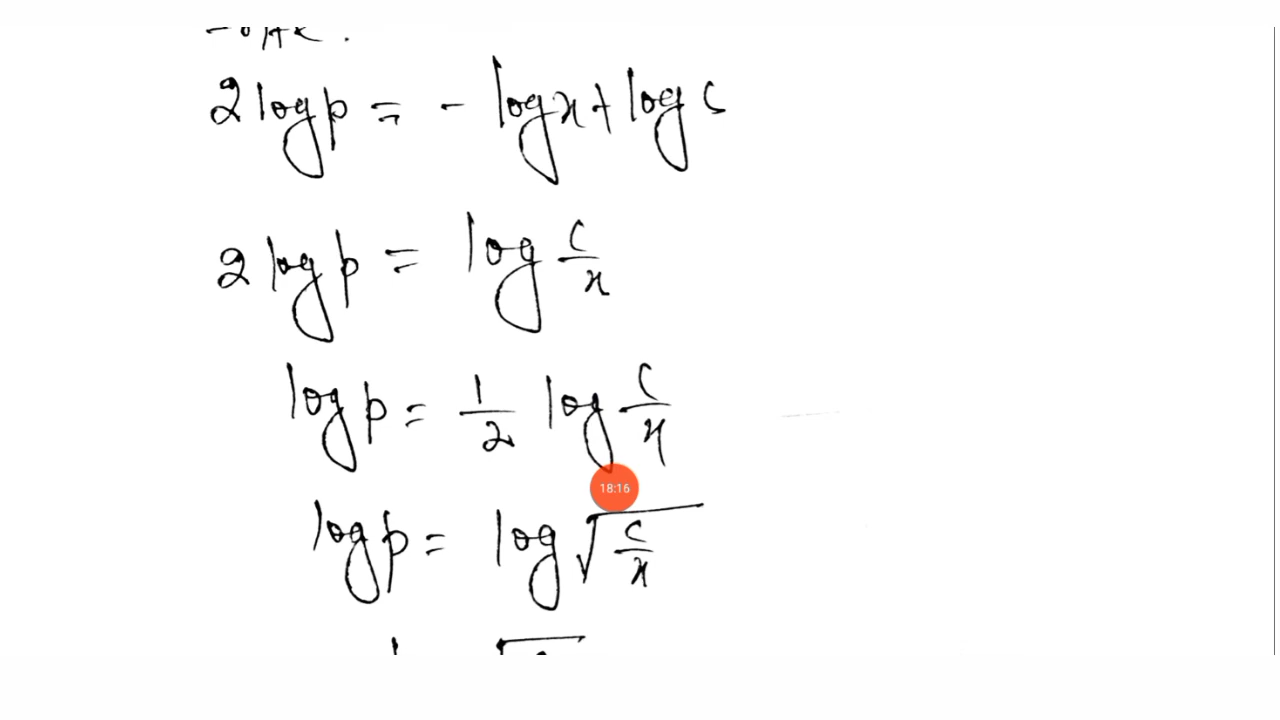 2 log p = - log x + log c
2 log p = log c/x
log p = 1/2 log c/x
18:16
log p = log √c/x